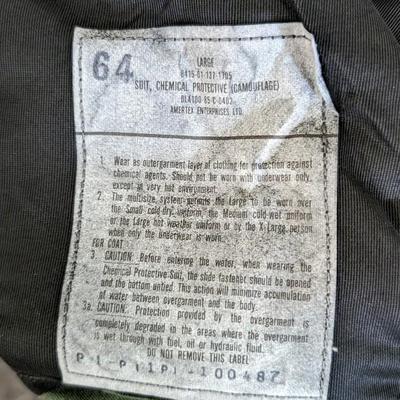 64
LARGE
8415-01-137-1705
SUIT, CHEMICAL PROTECTIVE (CAMOUFLAGE)
DLA100-85-C-0403
AMERTEX ENTERPRISES LTD.
1. Wear as outergarment layer of clothing for protection against
chemical agents. Should not be worn with underwear only,
except in very hot environment.
2. The multisize system permits the Large to be worn over
the Small cold-dry uniform, the Medium cold-wet uniform
or the Large hot weather uniform or by the X-Large person
when only the underwear is worn.
FOR COAT
3. CAUTION: Before entering the water, when wearing the
Chemical Protective Suit, the slide fastener should be opened
and the bottom untied. This action will minimize accumulation
of water between overgarment and the body.
3a. CAUTION: Protection provided by the overgarment is
completely degraded in the areas where the overgarment
is wet through with fuel, oil or hydraulic fluid.
DO NOT REMOVE THIS LABEL
P1-P11P1-100487